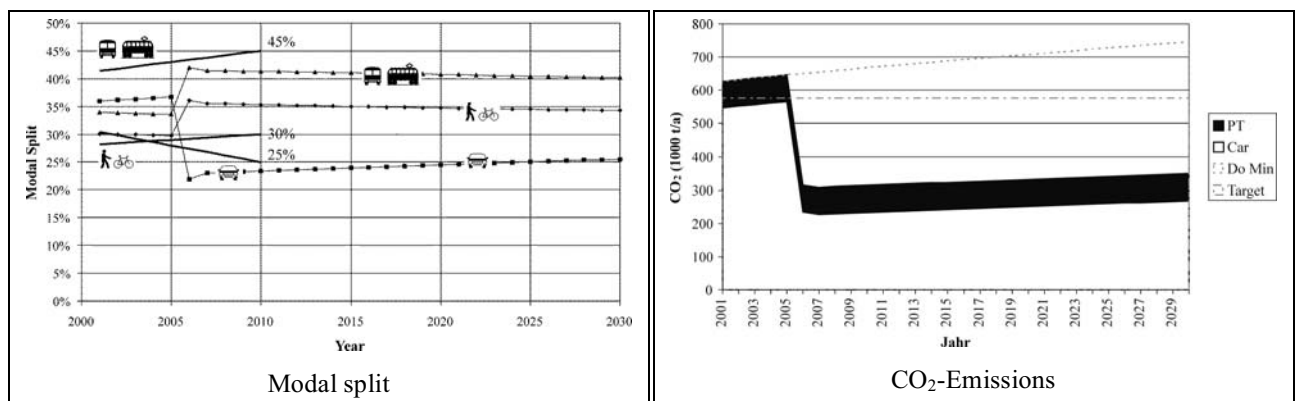 50%
45%
40%
35%
30%
25%
20%
15%
10%
5%
0%
Modal Split
45%
30%
25%
2000 2005 2010 2015 2020 2025 2030
Year
Modal split
800
700
600
500
400
300
200
100
0
CO₂ (1000 t/a)
PT
Car
Do Min
Target
2001 2003 2005 2007 2009 2011 2013 2015 2017 2019 2021 2023 2025 2027 2029
Jahr
CO₂-Emissions